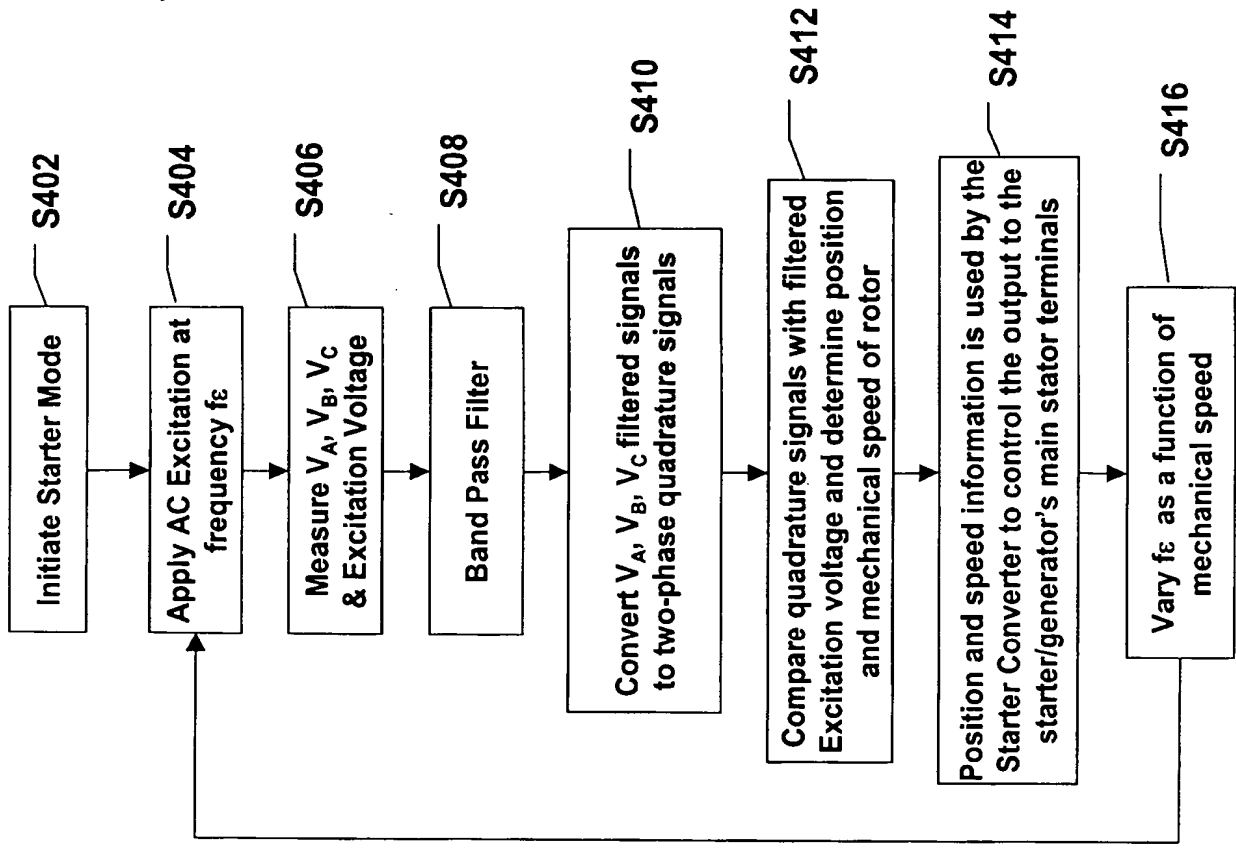 S402
Initiate Starter Mode
S404
Apply AC Excitation at
frequency fε
S406
Measure VA, VB, VC
& Excitation Voltage
S408
Band Pass Filter
S410
Convert VA, VB, VC filtered signals
to two-phase quadrature signals
S412
Compare quadrature signals with filtered
Excitation voltage and determine position
and mechanical speed of rotor
S414
Position and speed information is used by the
Starter Converter to control the output to the
starter/generator's main stator terminals
S416
Vary fε as a function of
mechanical speed